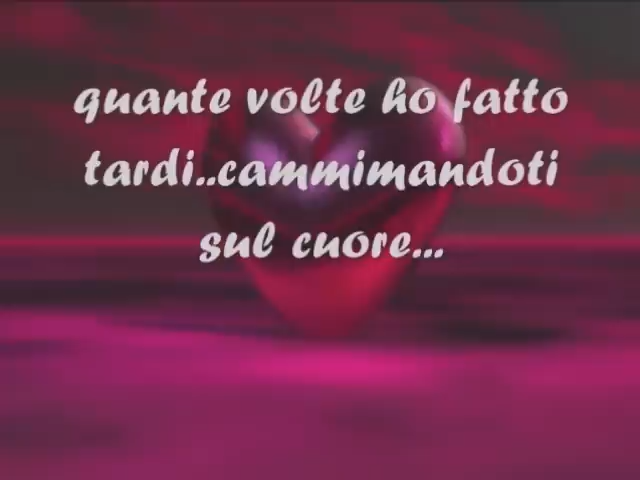 quante volte ho fatto
tardi..cammimandoti
sul cuore...